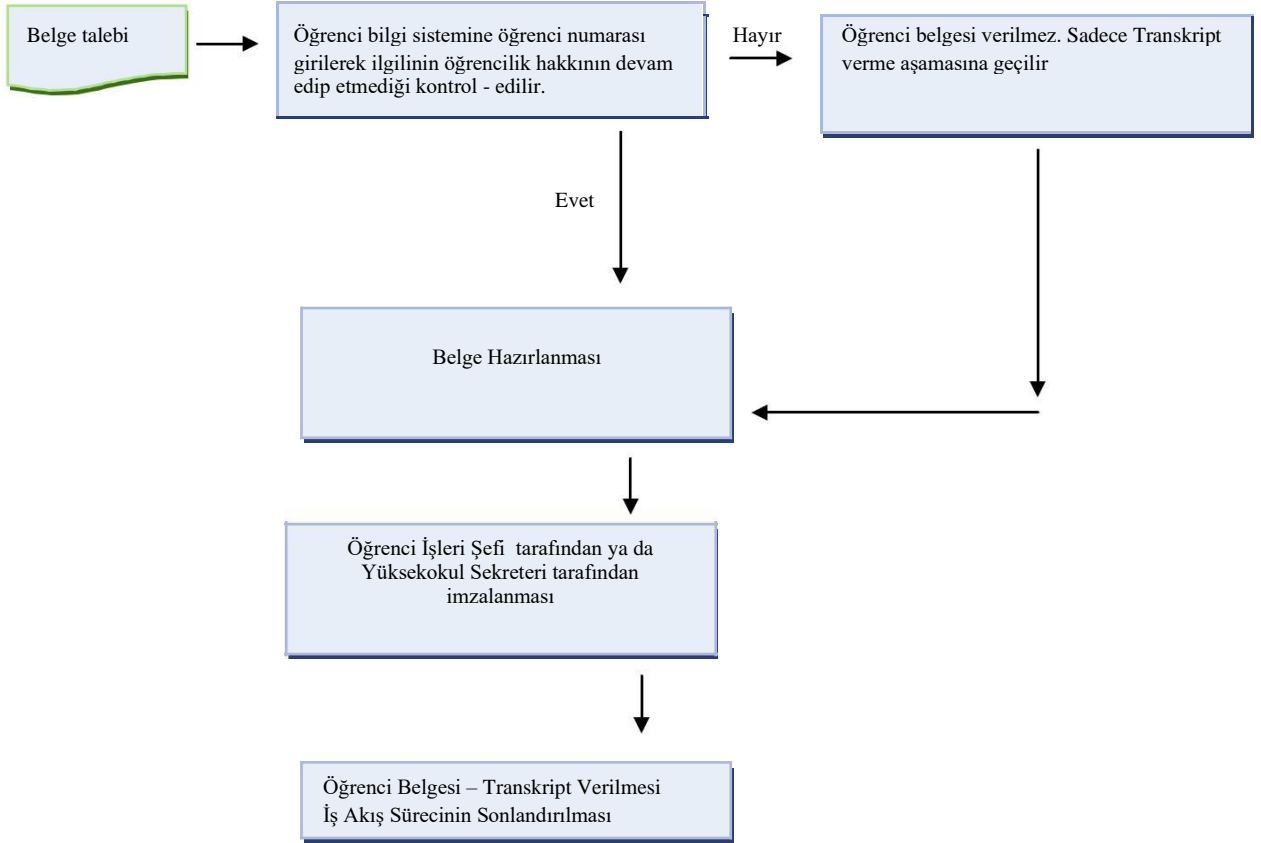 Belge talebi
Öğrenci bilgi sistemine öğrenci numarası
girilerek ilgilinin öğrencilik hakkının devam
edip etmediği kontrol - edilir.
Hayır
Öğrenci belgesi verilmez. Sadece Transkript
verme aşamasına geçilir
Evet
Belge Hazırlanması
Öğrenci İşleri Şefi tarafından ya da
Yüksekokul Sekreteri tarafından
imzalanması
Öğrenci Belgesi – Transkript Verilmesi
İş Akış Sürecinin Sonlandırılması